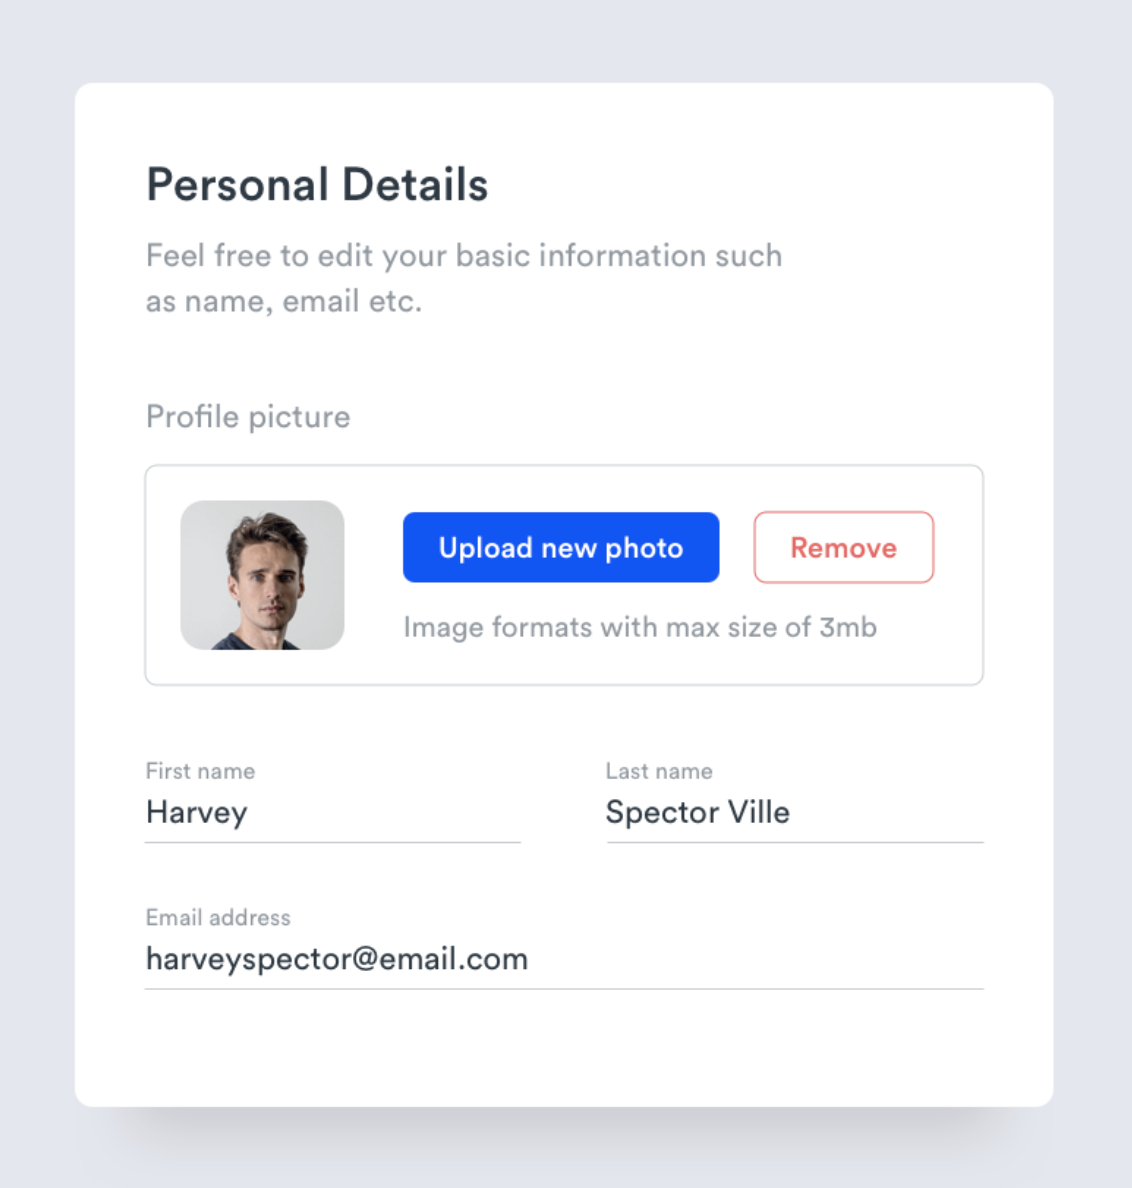 Personal Details
Feel free to edit your basic information such
as name, email etc.
Profile picture
Upload new photo
Remove
Image formats with max size of 3mb
First name
Harvey
Last name
Spector Ville
Email address
harveyspector@email.com